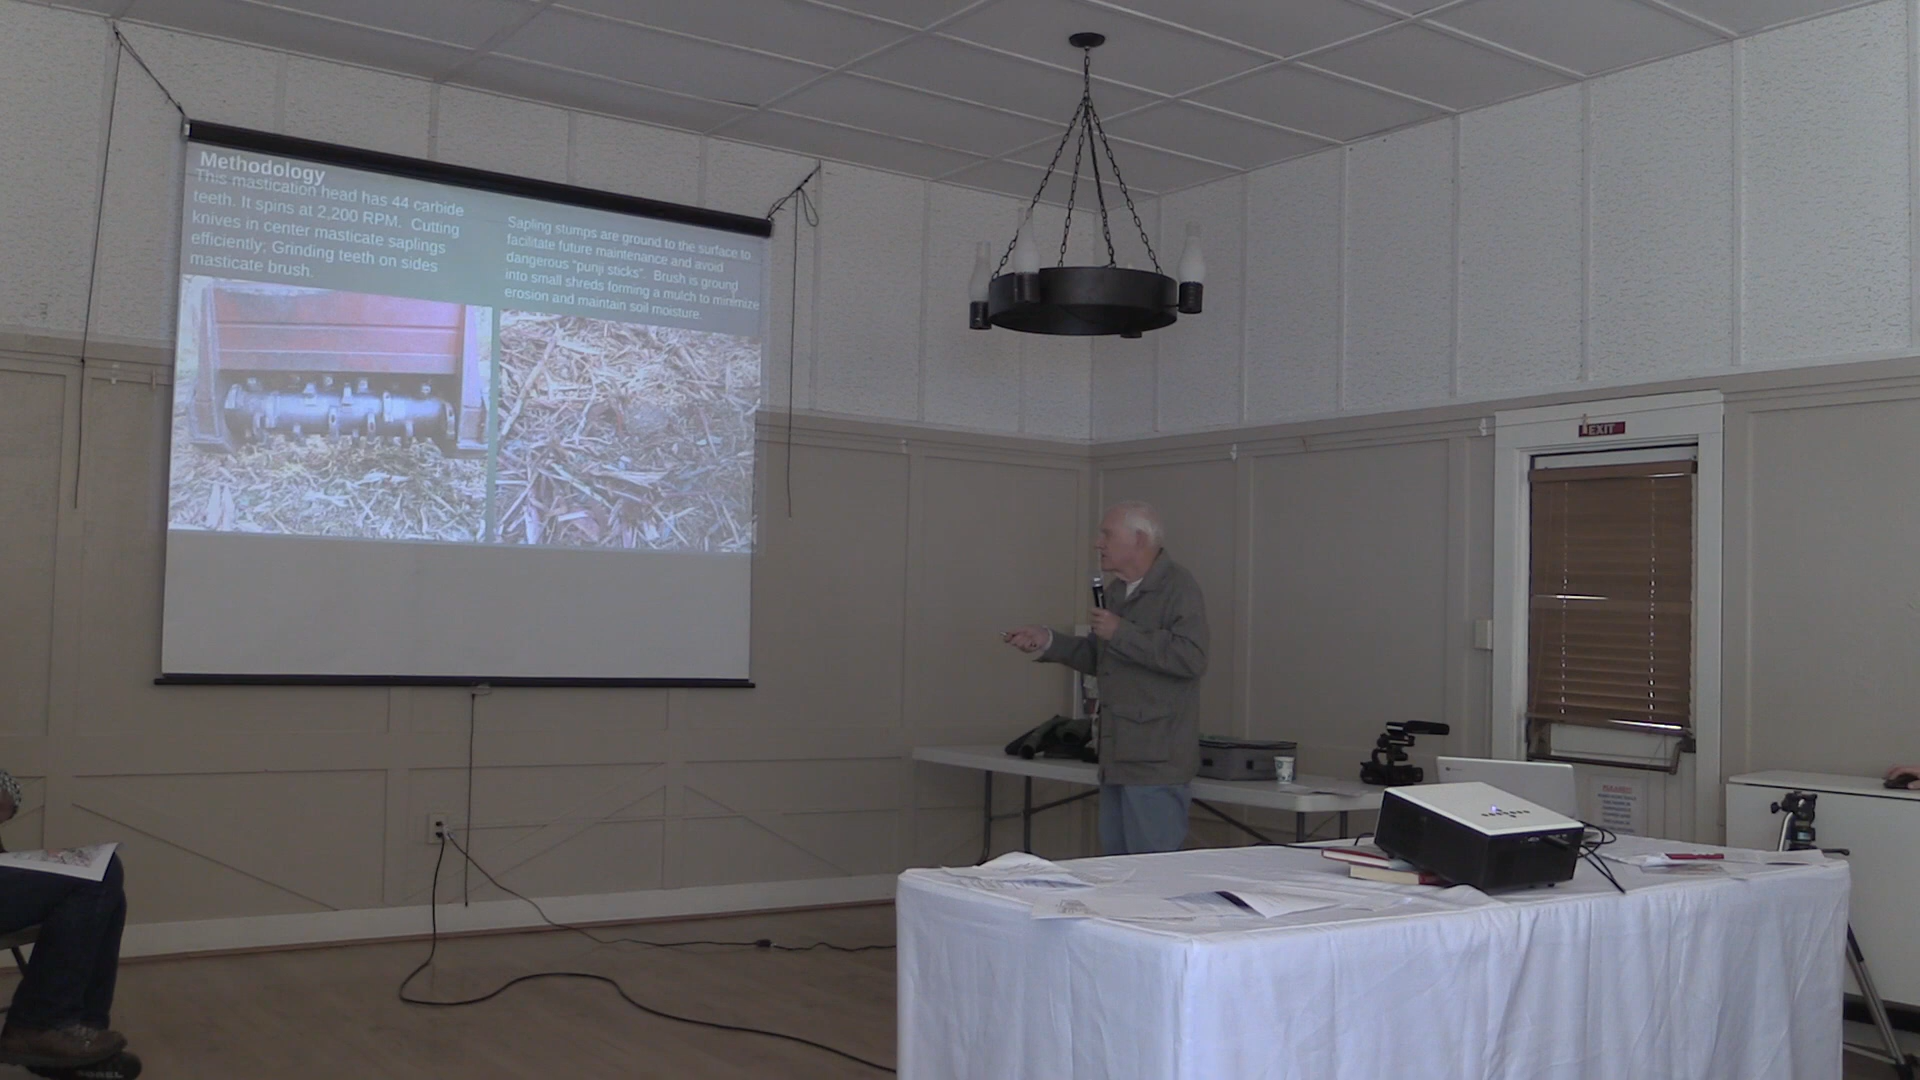 Methodology
This mastication head has 44 carbide
teeth. It spins at 2,200 RPM. Cutting
knives in center masticate saplings
efficiently; Grinding teeth on sides
masticate brush.
Sapling stumps are ground to the surface to
facilitate future maintenance and avoid
dangerous "punji sticks". Brush is ground
into small shreds forming a mulch to minimize
erosion and maintain soil moisture.
EXIT
SOREL